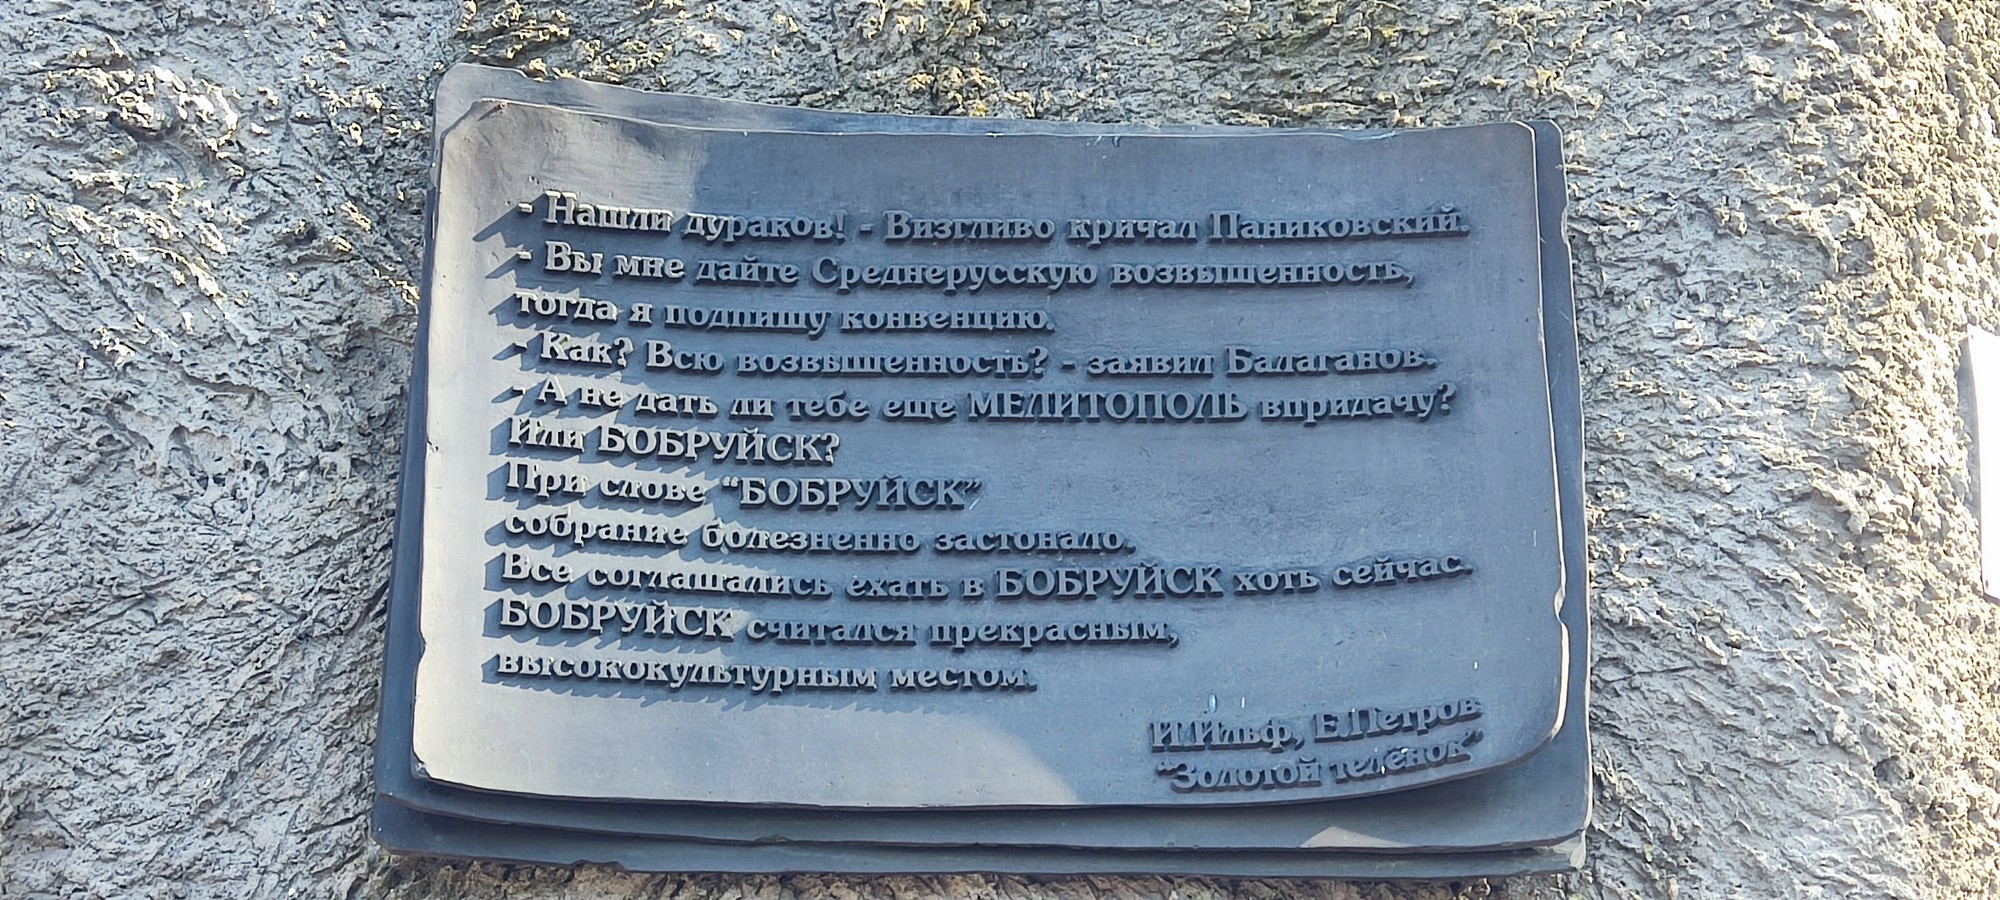 - Нашли дураков! - Визгливо кричал Паниковский.
- Вы мне дайте Среднерусскую возвышенность,
тогда я подпишу конвенцию.
- Как? Всю возвышенность? - заявил Балаганов.
- А не дать ли тебе еще МЕЛИТОПОЛЬ впридачу?
Или БОБРУЙСК?
При слове “БОБРУЙСК”
собрание болезненно застонало.
Все соглашались ехать в БОБРУЙСК хоть сейчас.
БОБРУЙСК считался прекрасным,
высококультурным местом.
И.Ильф, Е.Петров
“Золотой телёнок”